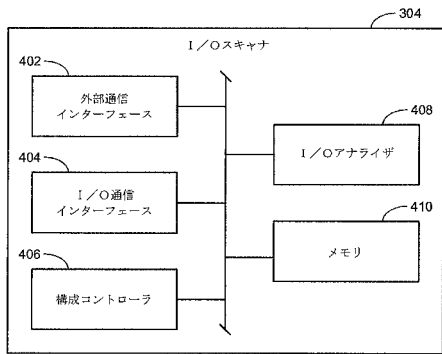 304
I/Oスキャナ
402
外部通信
インターフェース
404
I/O通信
インターフェース
406
構成コントローラ
408
I/Oアナライザ
410
メモリ